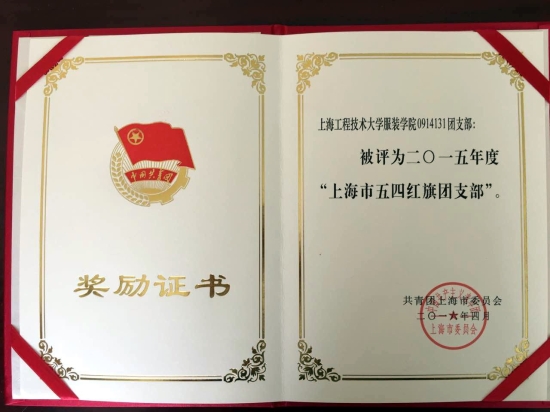 中国共青团
奖励证书
上海工程技术大学服装学院0914131团支部：
被评为二〇一五年度
“上海市五四红旗团支部”。
共青团上海市委员会
二〇一六年四月
上海市委员会